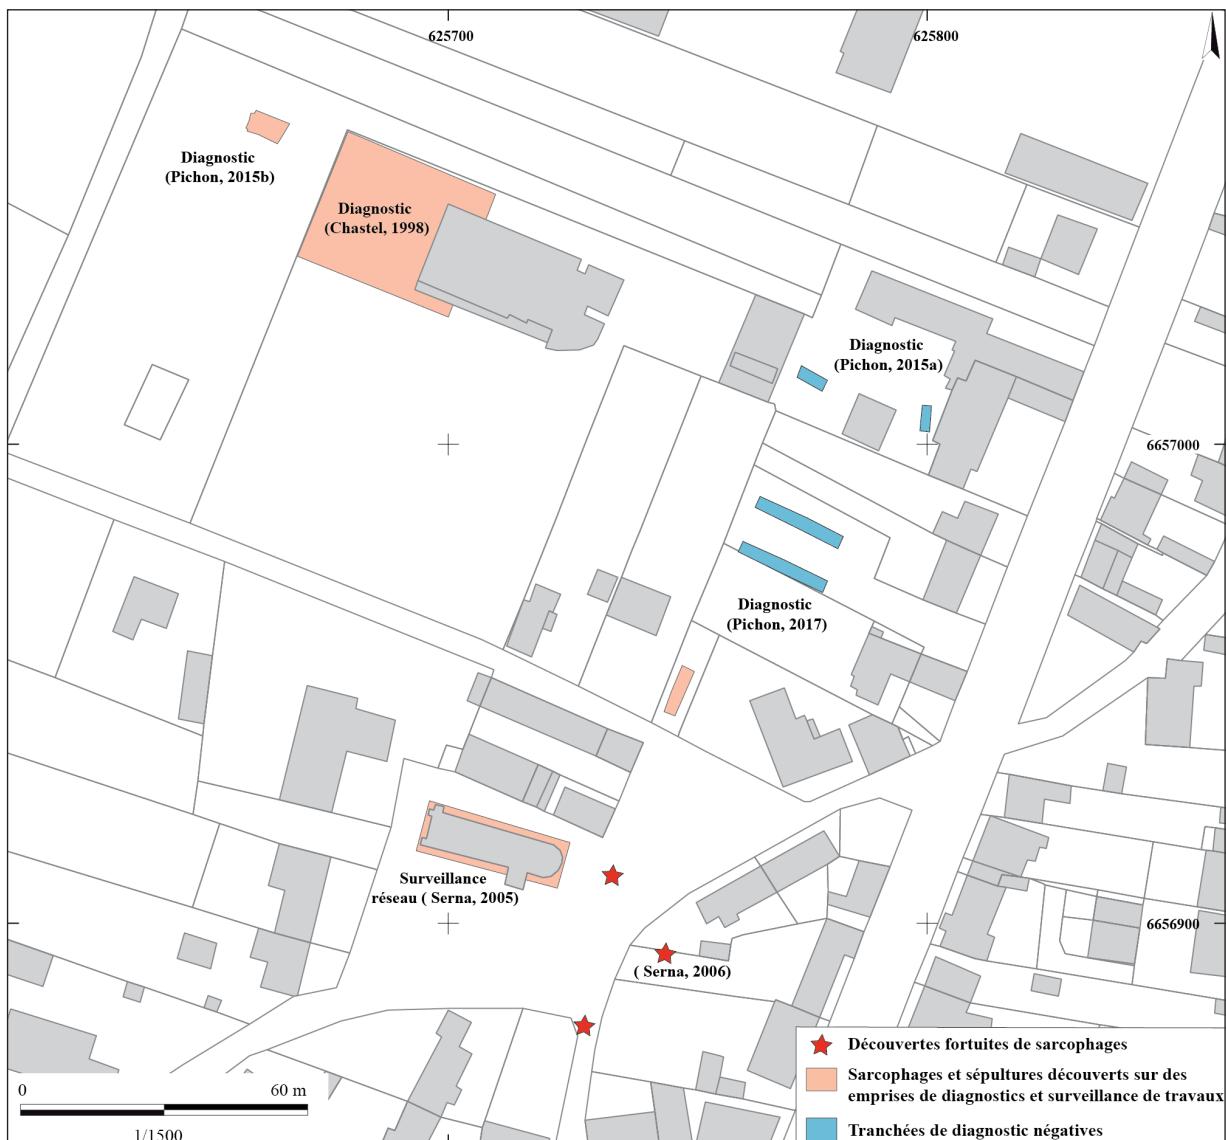 625700
625800
Diagnostic
(Pichon, 2015b)
Diagnostic
(Chastel, 1998)
Diagnostic
(Pichon, 2015a)
6657000
Diagnostic
(Pichon, 2017)
Surveillance
réseau ( Serna, 2005)
6656900
( Serna, 2006)
Découvertes fortuites de sarcophages
Sarcophages et sépultures découverts sur des
emprises de diagnostics et surveillance de travaux
Tranchées de diagnostic négatives
0
60 m
1/1500